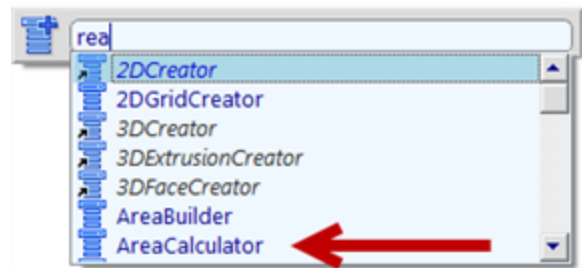 rea
2DCreator
2DGridCreator
3DCreator
3DExtrusionCreator
3DFaceCreator
AreaBuilder
AreaCalculator